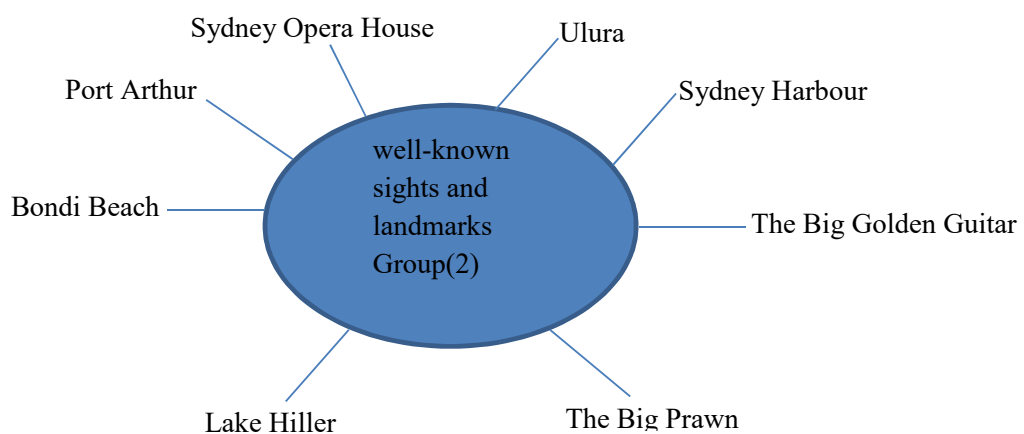 Sydney Opera House
Ulura
Port Arthur
Sydney Harbour
well-known
sights and
landmarks
Group(2)
Bondi Beach
The Big Golden Guitar
Lake Hiller
The Big Prawn